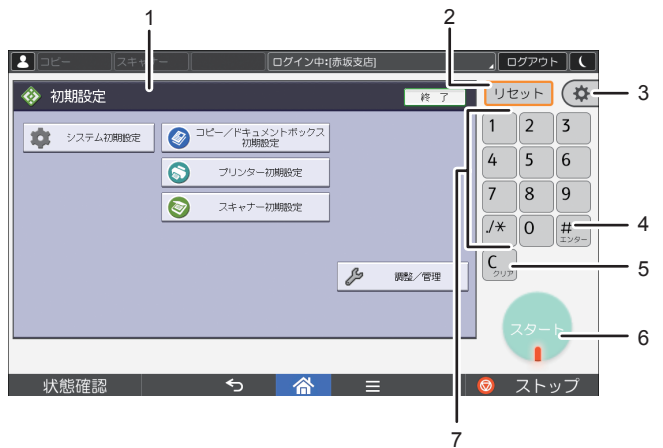 1
2
コピー
スキャナー
ログイン中:[赤坂支店]
ログアウト
初期設定
終 了
リセット
3
システム初期設定
コピー/ドキュメントボックス
初期設定
プリンター初期設定
スキャナー初期設定
調整/管理
1
2
3
4
5
6
7
8
9
./*
0
#
エンター
4
C
クリア
5
スタート
6
状態確認
ストップ
7